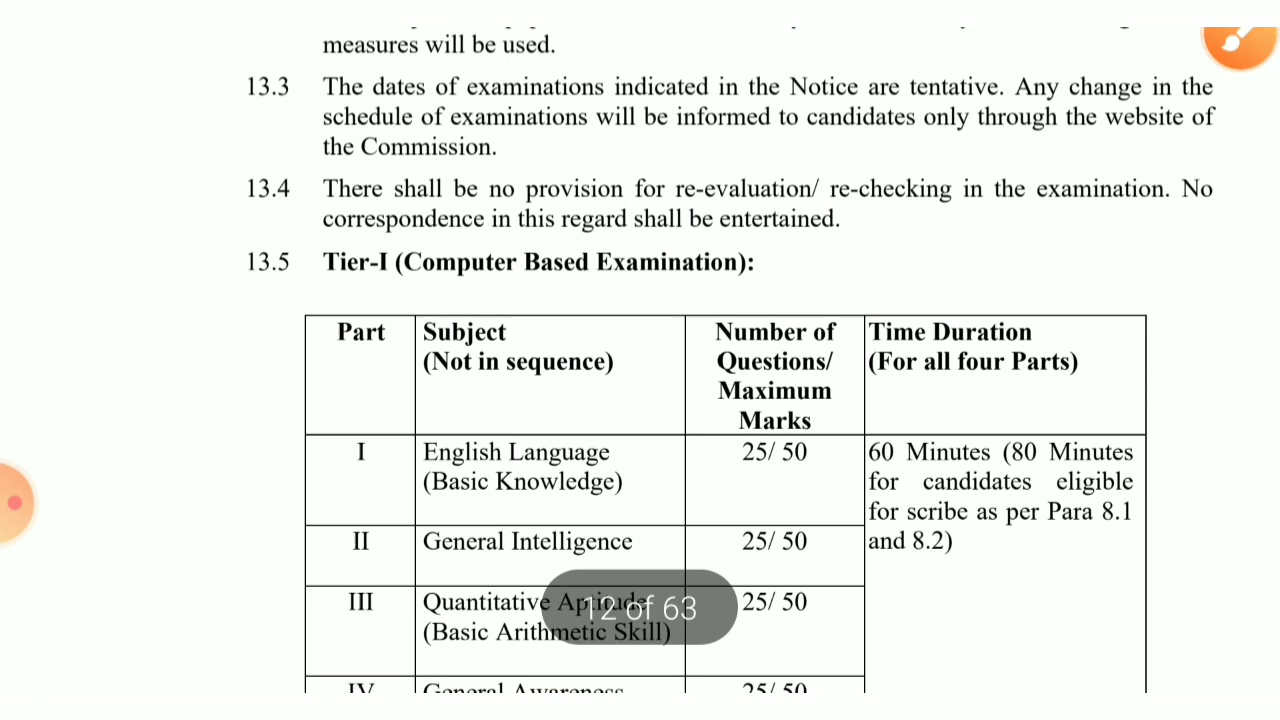 measures will be used.
13.3 The dates of examinations indicated in the Notice are tentative. Any change in the
schedule of examinations will be informed to candidates only through the website of
the Commission.
13.4 There shall be no provision for re-evaluation/ re-checking in the examination. No
correspondence in this regard shall be entertained.
13.5 Tier-I (Computer Based Examination):
Part Subject Number of Time Duration
(Not in sequence) Questions/ (For all four Parts)
Maximum
Marks
I English Language 25/ 50 60 Minutes (80 Minutes
(Basic Knowledge) for candidates eligible
for scribe as per Para 8.1
II General Intelligence 25/ 50 and 8.2)
III Quantitative Aptitude 25/ 50
12 of 63
(Basic Arithmetic Skill)
IV General Awareness 25/ 50